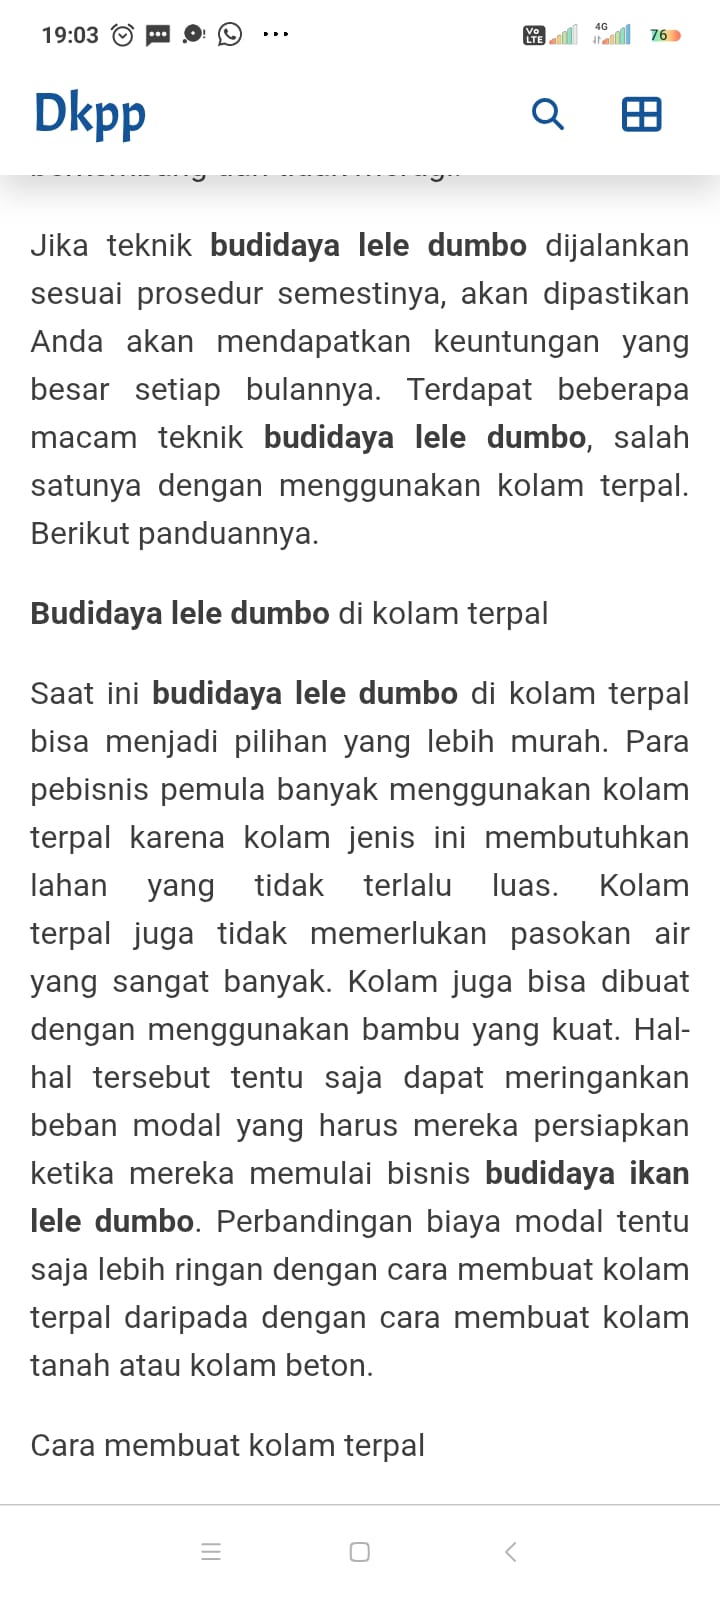 19:03
Vo
LTE
4G
76
Dkpp
Jika teknik budidaya lele dumbo dijalankan
sesuai prosedur semestinya, akan dipastikan
Anda akan mendapatkan keuntungan yang
besar setiap bulannya. Terdapat beberapa
macam teknik budidaya lele dumbo, salah
satunya dengan menggunakan kolam terpal.
Berikut panduannya.
Budidaya lele dumbo di kolam terpal
Saat ini budidaya lele dumbo di kolam terpal
bisa menjadi pilihan yang lebih murah. Para
pebisnis pemula banyak menggunakan kolam
terpal karena kolam jenis ini membutuhkan
lahan yang tidak terlalu luas. Kolam
terpal juga tidak memerlukan pasokan air
yang sangat banyak. Kolam juga bisa dibuat
dengan menggunakan bambu yang kuat. Hal-
hal tersebut tentu saja dapat meringankan
beban modal yang harus mereka persiapkan
ketika mereka memulai bisnis budidaya ikan
lele dumbo. Perbandingan biaya modal tentu
saja lebih ringan dengan cara membuat kolam
terpal daripada dengan cara membuat kolam
tanah atau kolam beton.
Cara membuat kolam terpal